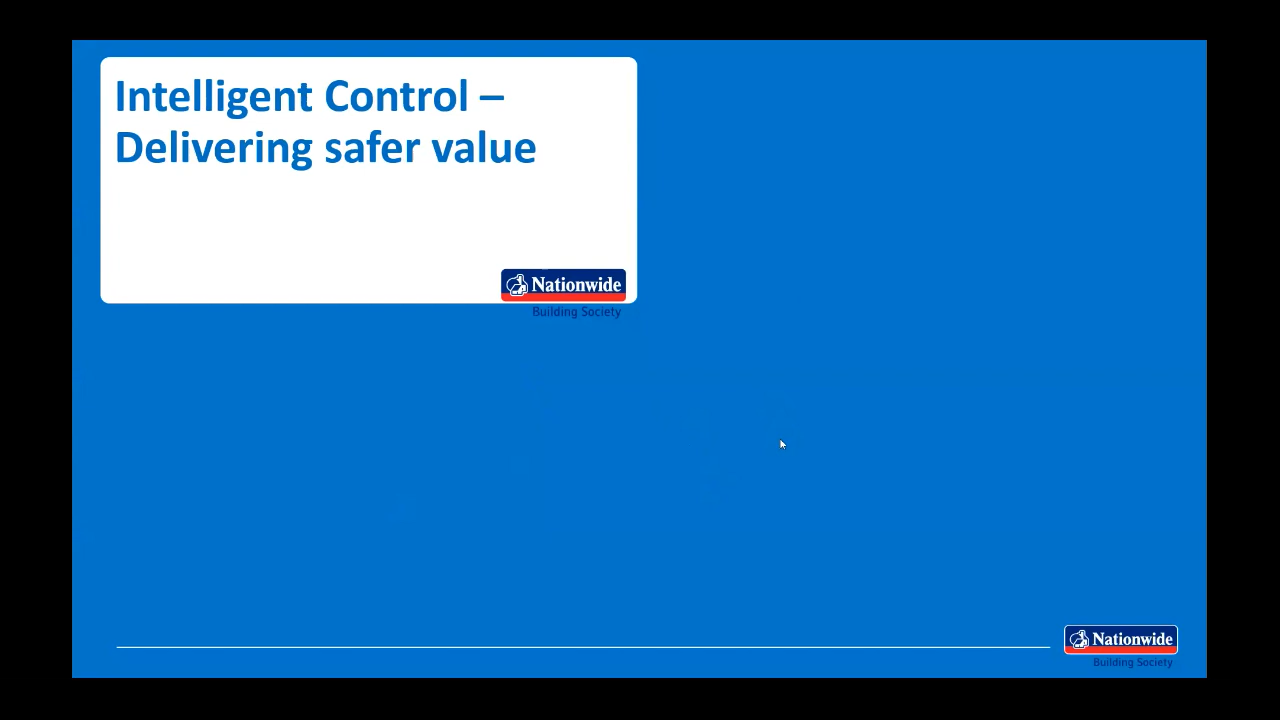 Intelligent Control –
Delivering safer value
Nationwide
Building Society
Nationwide
Building Society